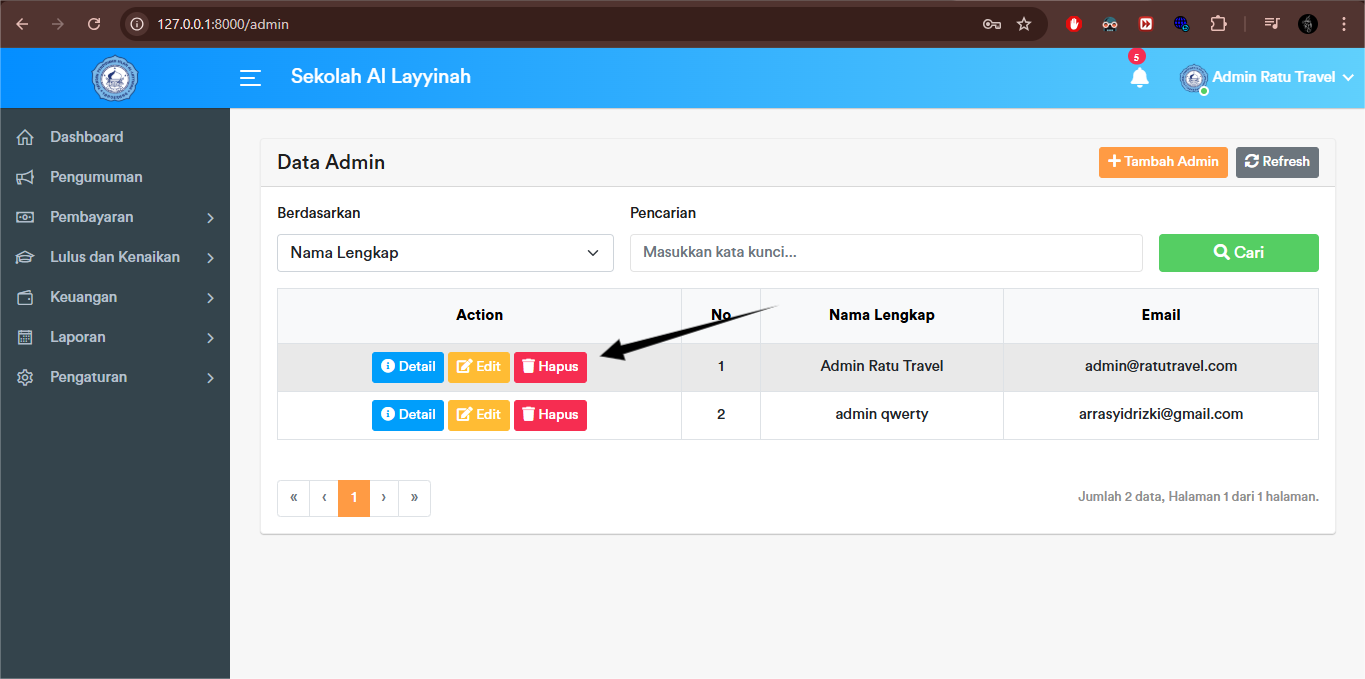 127.0.0.1:8000/admin
Sekolah Al Layyinah
5
Admin Ratu Travel
Dashboard
Pengumuman
Pembayaran
Lulus dan Kenaikan
Keuangan
Laporan
Pengaturan
Data Admin
Tambah Admin
Refresh
Berdasarkan
Pencarian
Nama Lengkap
Masukkan kata kunci...
Cari
Action No Nama Lengkap Email
Detail Edit Hapus 1 Admin Ratu Travel admin@ratutravel.com
Detail Edit Hapus 2 admin qwerty arrasyidrizki@gmail.com
« ‹ 1 › »
Jumlah 2 data, Halaman 1 dari 1 halaman.